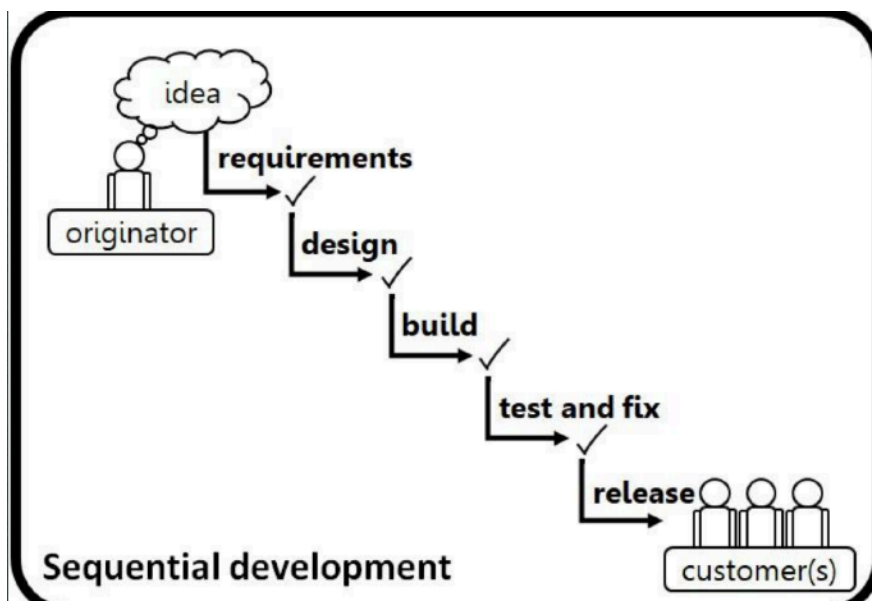 idea
requirements
originator
design
build
test and fix
release
Sequential development
customer(s)